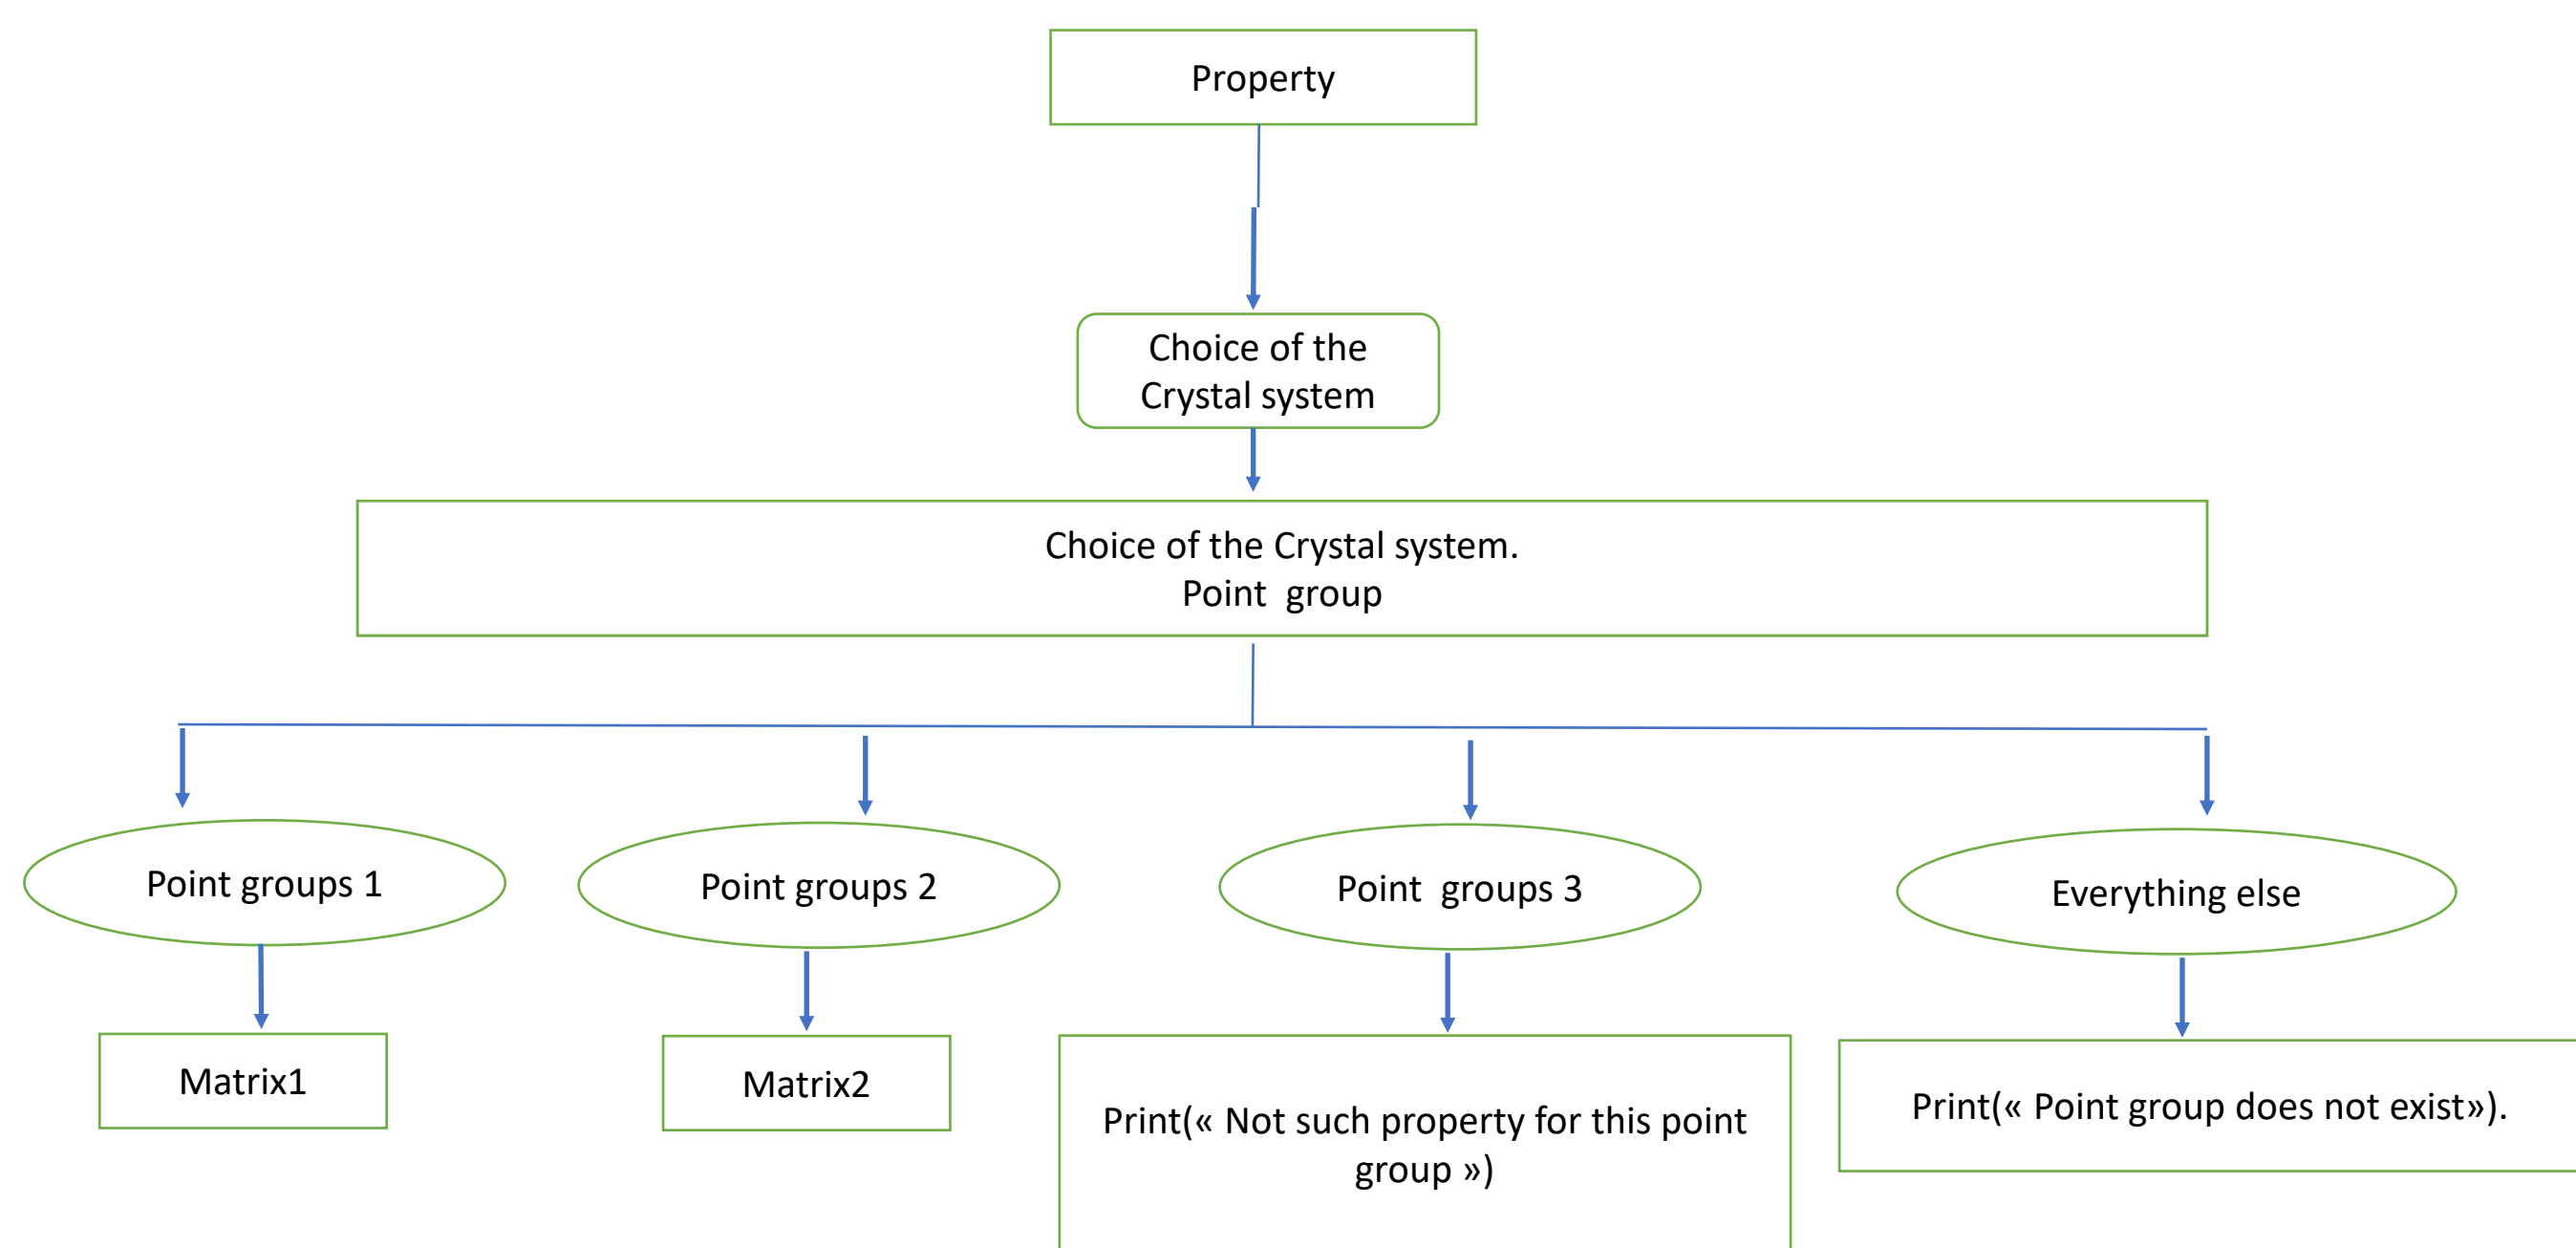 Property
Choice of the
Crystal system
Choice of the Crystal system.
Point  group
Point groups 1
Point groups 2
Point  groups 3
Everything else
Matrix1
Matrix2
Print(« Not such property for this point
group »)
Print(« Point group does not exist»).